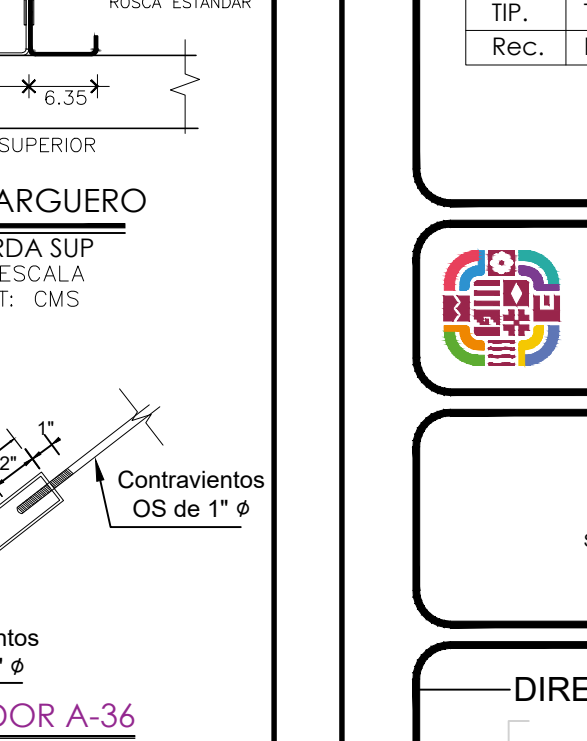 ROSCA ESTANDAR
TIP.
Rec.
6.35
SUPERIOR
ARGUERO
RDA SUP
ESCALA
T: CMS
1"
2"
Contravientos
OS de 1" ϕ
ntos
" ϕ
DOR A-36
DIRE